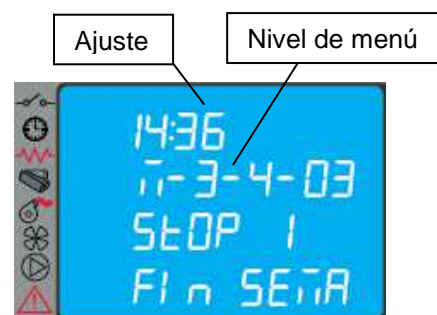 Ajuste
Nivel de menú
14:36
M-3-4-03
StOP 1
FIn SEMA